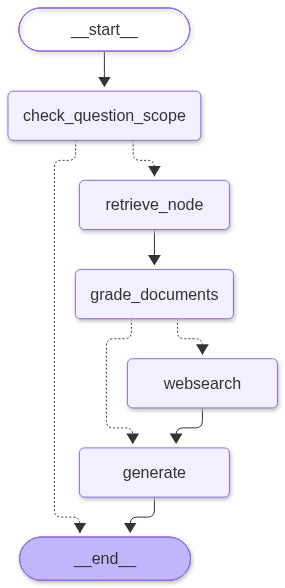 __start__
check_question_scope
retrieve_node
grade_documents
websearch
generate
__end__